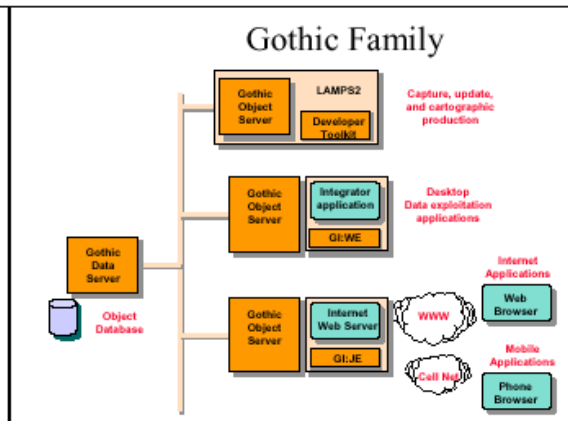 Gothic Family
Gothic
Object
Server
LAMPS2
Developer
Toolkit
Capture, update,
and cartographic
production
Gothic
Object
Server
Integrator
application
GI:WE
Desktop
Data exploitation
applications
Gothic
Data
Server
Object
Database
Gothic
Object
Server
Internet
Web Server
GI:JE
WWW
Cell Net
Internet
Applications
Web
Browser
Mobile
Applications
Phone
Browser